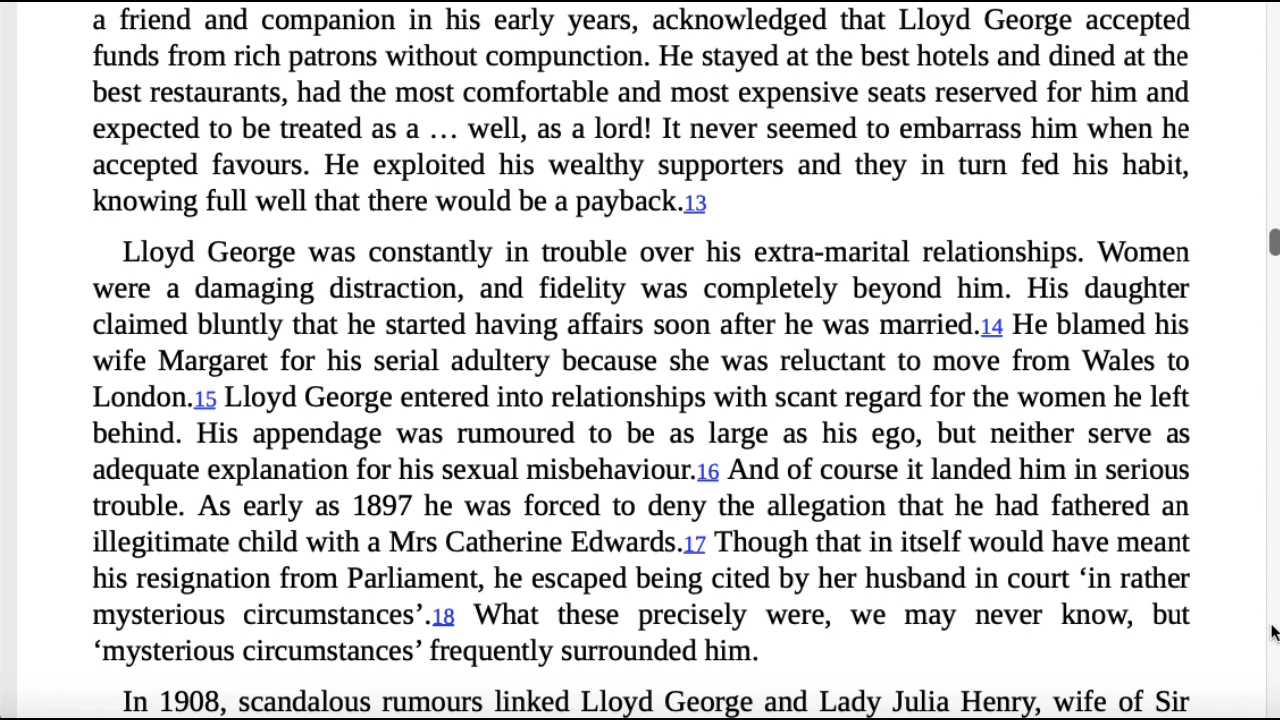 a friend and companion in his early years, acknowledged that Lloyd George accepted
funds from rich patrons without compunction. He stayed at the best hotels and dined at the
best restaurants, had the most comfortable and most expensive seats reserved for him and
expected to be treated as a … well, as a lord! It never seemed to embarrass him when he
accepted favours. He exploited his wealthy supporters and they in turn fed his habit,
knowing full well that there would be a payback.13
Lloyd George was constantly in trouble over his extra-marital relationships. Women
were a damaging distraction, and fidelity was completely beyond him. His daughter
claimed bluntly that he started having affairs soon after he was married.14 He blamed his
wife Margaret for his serial adultery because she was reluctant to move from Wales to
London.15 Lloyd George entered into relationships with scant regard for the women he left
behind. His appendage was rumoured to be as large as his ego, but neither serve as
adequate explanation for his sexual misbehaviour.16 And of course it landed him in serious
trouble. As early as 1897 he was forced to deny the allegation that he had fathered an
illegitimate child with a Mrs Catherine Edwards.17 Though that in itself would have meant
his resignation from Parliament, he escaped being cited by her husband in court ‘in rather
mysterious circumstances’.18 What these precisely were, we may never know, but
‘mysterious circumstances’ frequently surrounded him.
In 1908, scandalous rumours linked Lloyd George and Lady Julia Henry, wife of Sir